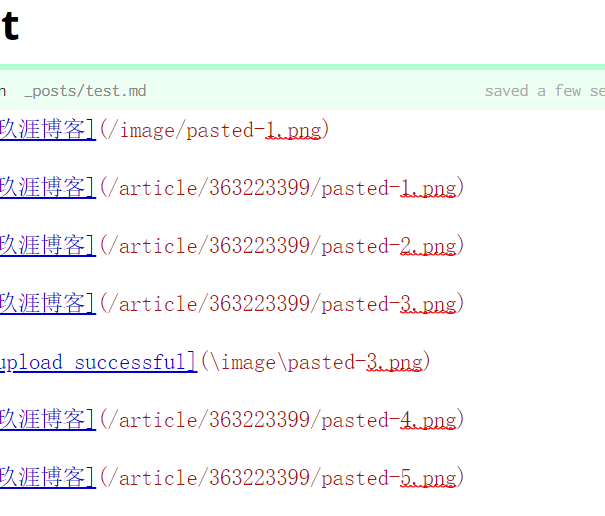 t
n _posts/test.md saved a few se
玖涯博客](/image/pasted-1.png)
玖涯博客](/article/363223399/pasted-1.png)
玖涯博客](/article/363223399/pasted-2.png)
玖涯博客](/article/363223399/pasted-3.png)
upload successful](\image\pasted-3.png)
玖涯博客](/article/363223399/pasted-4.png)
玖涯博客](/article/363223399/pasted-5.png)